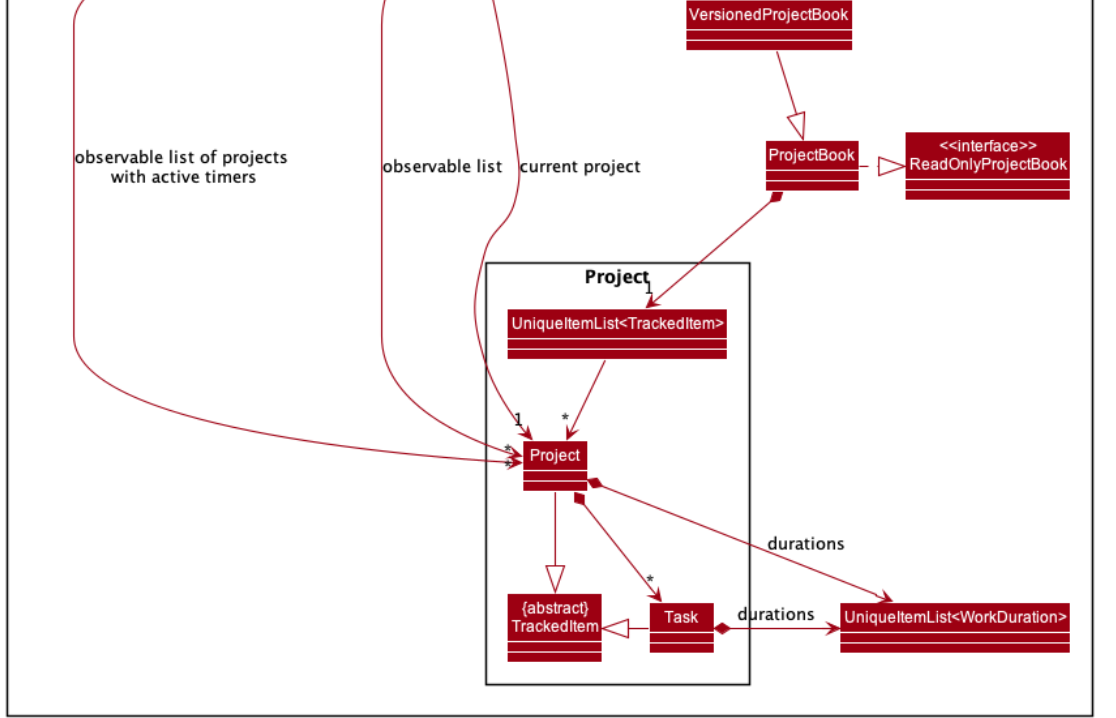 VersionedProjectBook
ProjectBook
<<interface>>
ReadOnlyProjectBook
observable list of projects
with active timers
observable list
current project
Project
1
UniqueItemList<TrackedItem>
1
*
*
*
Project
durations
*
{abstract}
TrackedItem
Task
durations
UniqueItemList<WorkDuration>